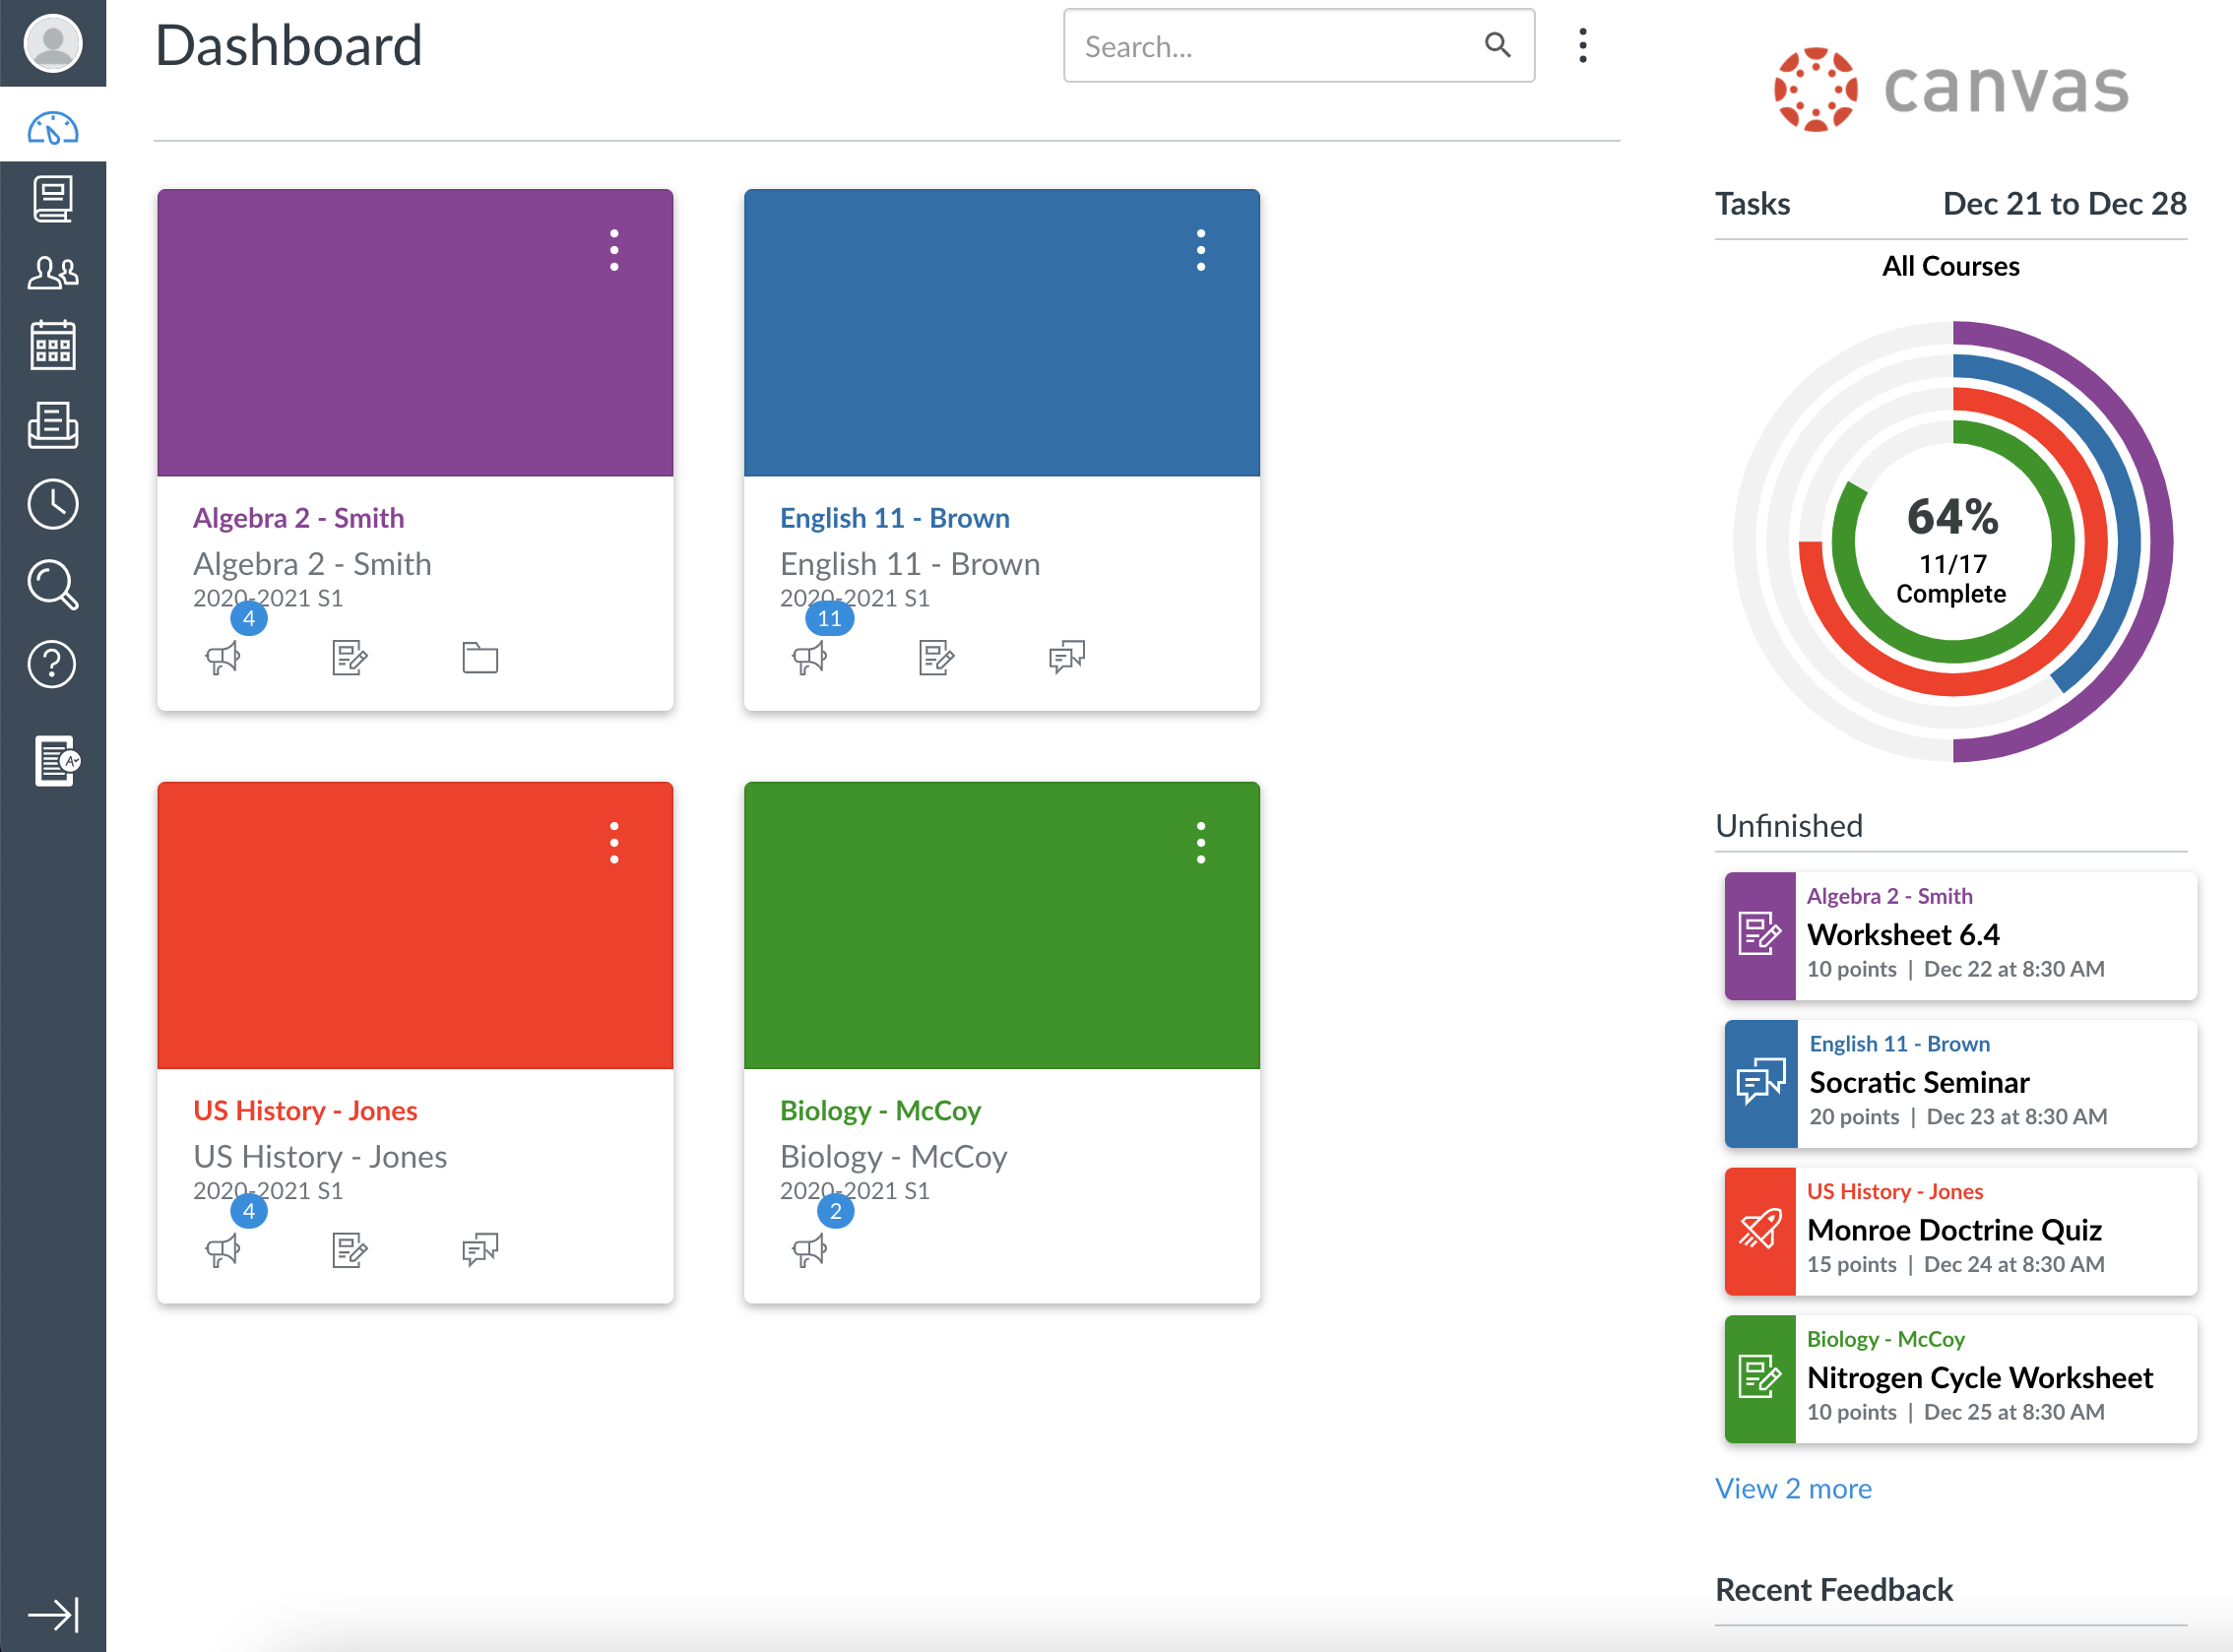 Dashboard
Search...
canvas
Tasks
Dec 21 to Dec 28
All Courses
64%
11/17
Complete
Algebra 2 - Smith
Algebra 2 - Smith
2020-2021 S1
4
English 11 - Brown
English 11 - Brown
2020-2021 S1
11
US History - Jones
US History - Jones
2020-2021 S1
4
Biology - McCoy
Biology - McCoy
2020-2021 S1
2
Unfinished
Algebra 2 - Smith
Worksheet 6.4
10 points | Dec 22 at 8:30 AM
English 11 - Brown
Socratic Seminar
20 points | Dec 23 at 8:30 AM
US History - Jones
Monroe Doctrine Quiz
15 points | Dec 24 at 8:30 AM
Biology - McCoy
Nitrogen Cycle Worksheet
10 points | Dec 25 at 8:30 AM
View 2 more
Recent Feedback